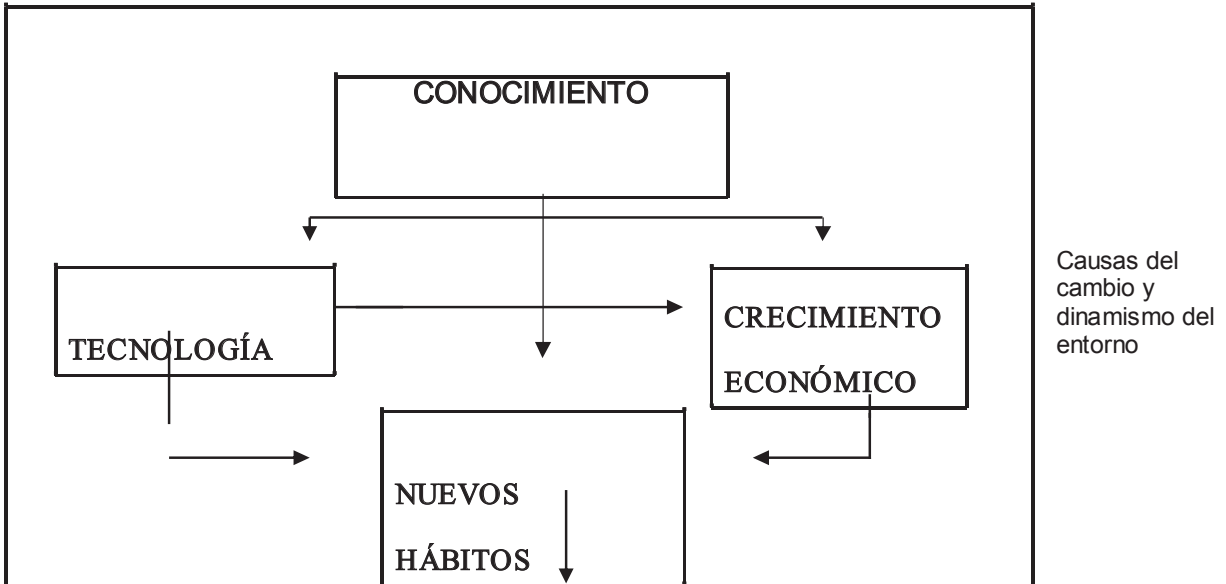 CONOCIMIENTO
TECNOLOGÍA
CRECIMIENTO
ECONÓMICO
Causas del
cambio y
dinamismo del
entorno
NUEVOS
HÁBITOS